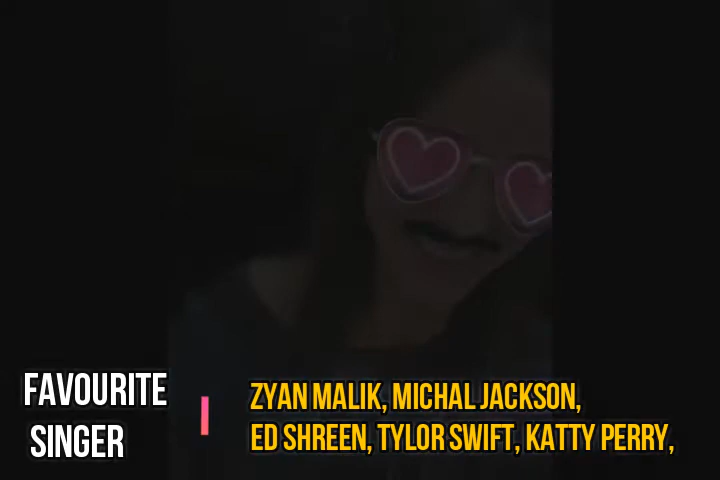 FAVOURITE
SINGER
ZYAN MALIK, MICHAL JACKSON,
ED SHREEN, TYLOR SWIFT, KATTY PERRY,